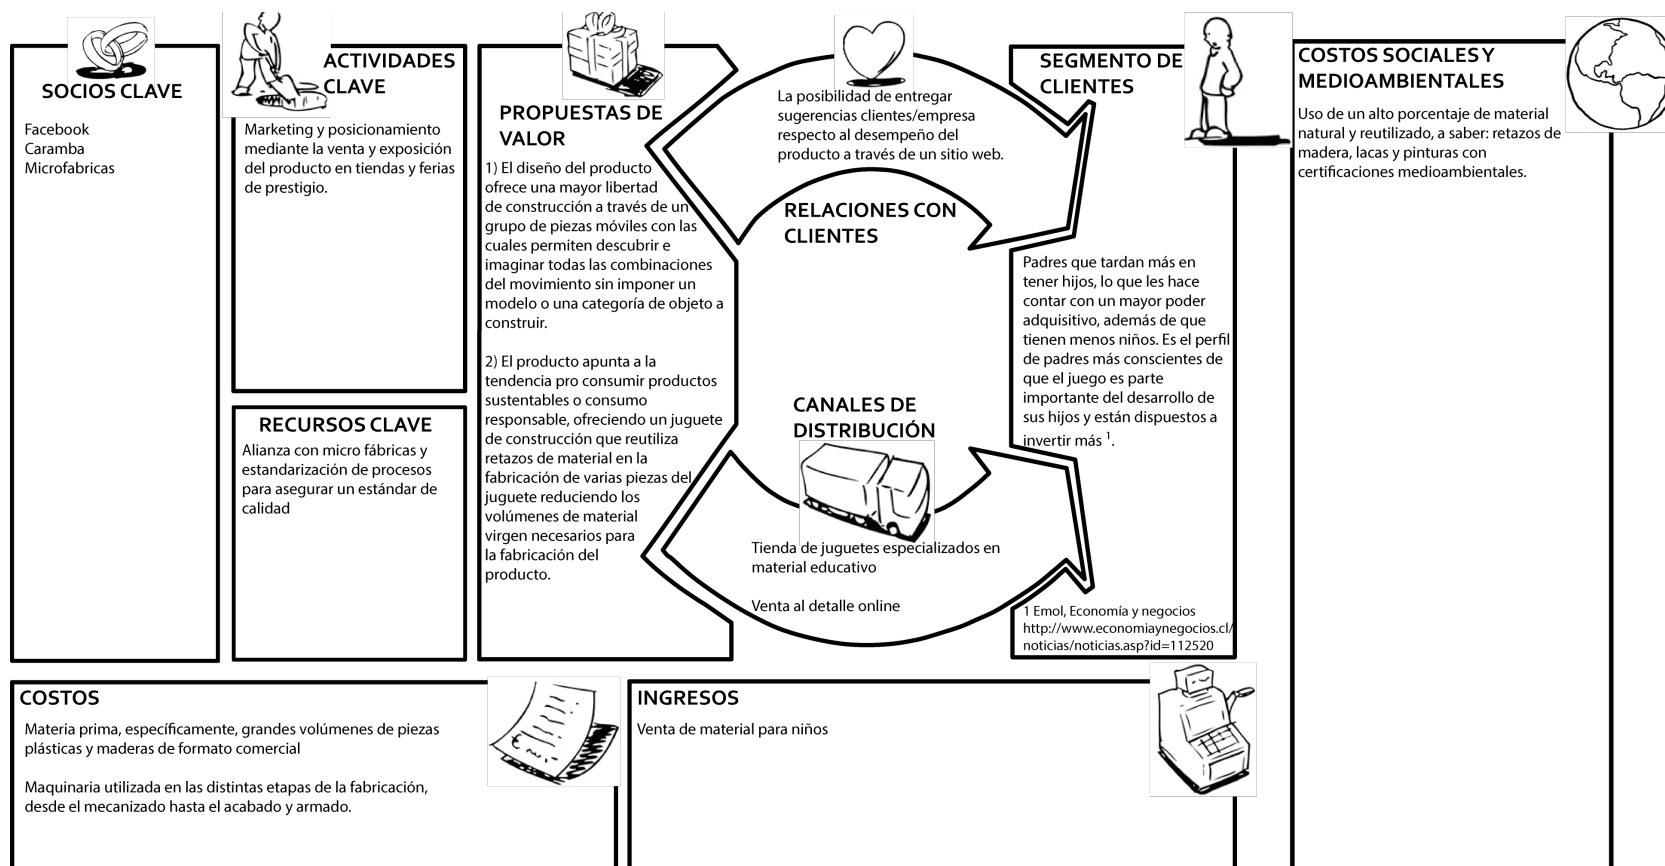 SOCIOS CLAVE
Facebook
Caramba
Microfabricas
ACTIVIDADES
CLAVE
Marketing y posicionamiento
mediante la venta y exposición
del producto en tiendas y ferias
de prestigio.
RECURSOS CLAVE
Alianza con micro fábricas y
estandarización de procesos
para asegurar un estándar de
calidad
PROPUESTAS DE
VALOR
1) El diseño del producto
ofrece una mayor libertad
de construcción a través de un
grupo de piezas móviles con las
cuales permiten descubrir e
imaginar todas las combinaciones
del movimiento sin imponer un
modelo o una categoría de objeto a
construir.
2) El producto apunta a la
tendencia pro consumir productos
sustentables o consumo
responsable, ofreciendo un juguete
de construcción que reutiliza
retazos de material en la
fabricación de varias piezas del
juguete reduciendo los
volúmenes de material
virgen necesarios para
la fabricación del
producto.
La posibilidad de entregar
sugerencias clientes/empresa
respecto al desempeño del
producto a través de un sitio web.
RELACIONES CON
CLIENTES
CANALES DE
DISTRIBUCIÓN
Tienda de juguetes especializados en
material educativo
Venta al detalle online
SEGMENTO DE
CLIENTES
Padres que tardan más en
tener hijos, lo que les hace
contar con un mayor poder
adquisitivo, además de que
tienen menos niños. Es el perfil
de padres más conscientes de
que el juego es parte
importante del desarrollo de
sus hijos y están dispuestos a
invertir más 1.
1 Emol, Economía y negocios
http://www.economiaynegocios.cl/
noticias/noticias.asp?id=112520
COSTOS SOCIALES Y
MEDIOAMBIENTALES
Uso de un alto porcentaje de material
natural y reutilizado, a saber: retazos de
madera, lacas y pinturas con
certificaciones medioambientales.
COSTOS
Materia prima, específicamente, grandes volúmenes de piezas
plásticas y maderas de formato comercial
Maquinaria utilizada en las distintas etapas de la fabricación,
desde el mecanizado hasta el acabado y armado.
INGRESOS
Venta de material para niños